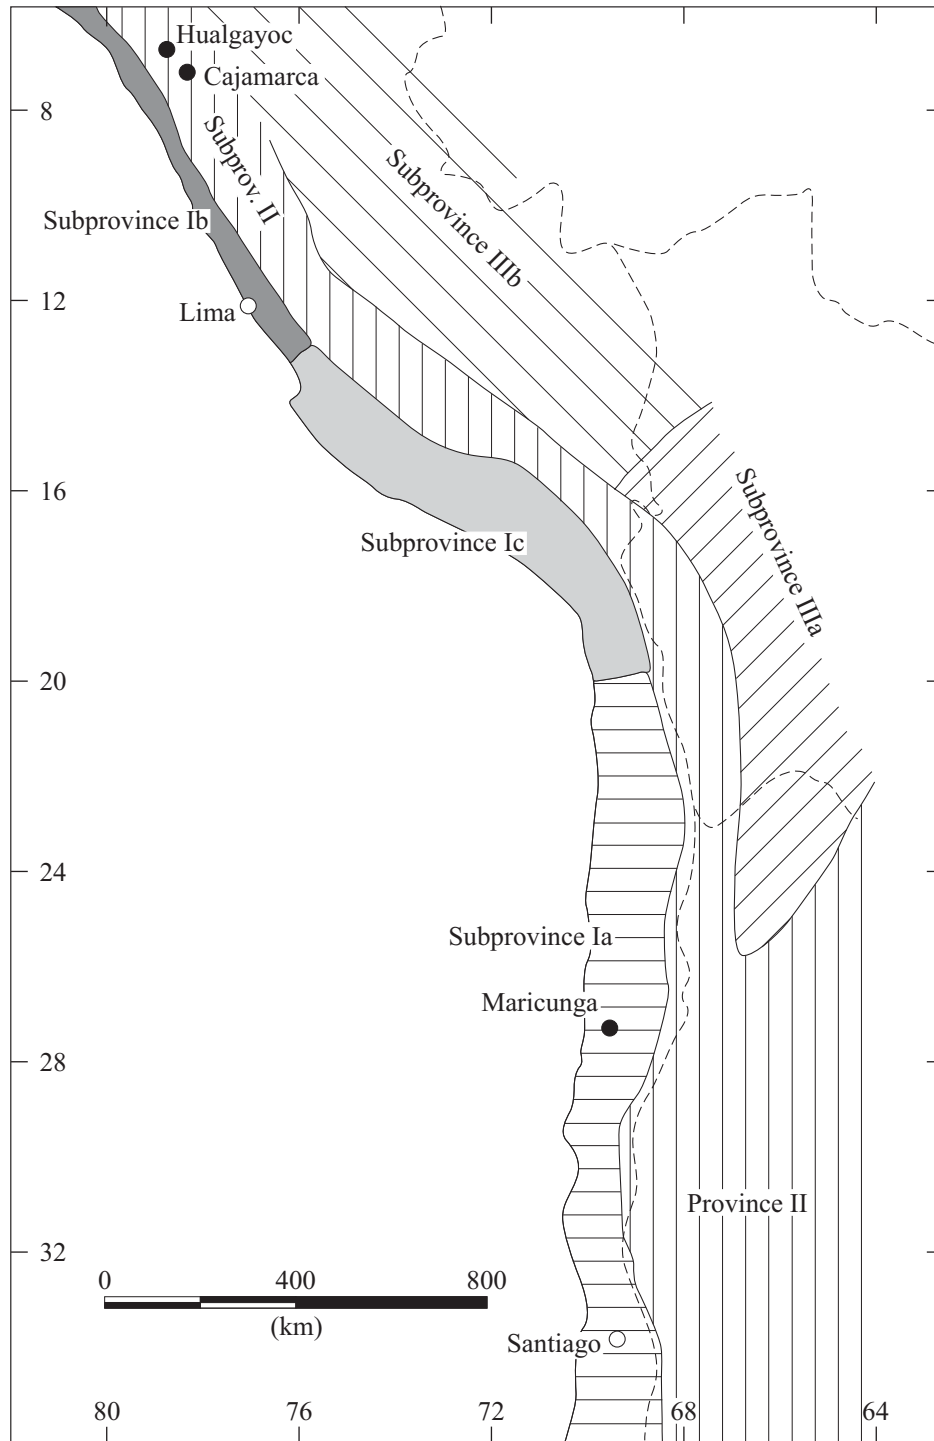 Hualgayoc
Cajamarca
8
Subprov. II
Subprovince IIIb
Subprovince Ib
12
Lima
16
Subprovince Ic
Subprovince IIIa
20
24
Subprovince Ia
Maricunga
28
Province II
32
0 400 800
(km)
Santiago
80 76 72 68 64